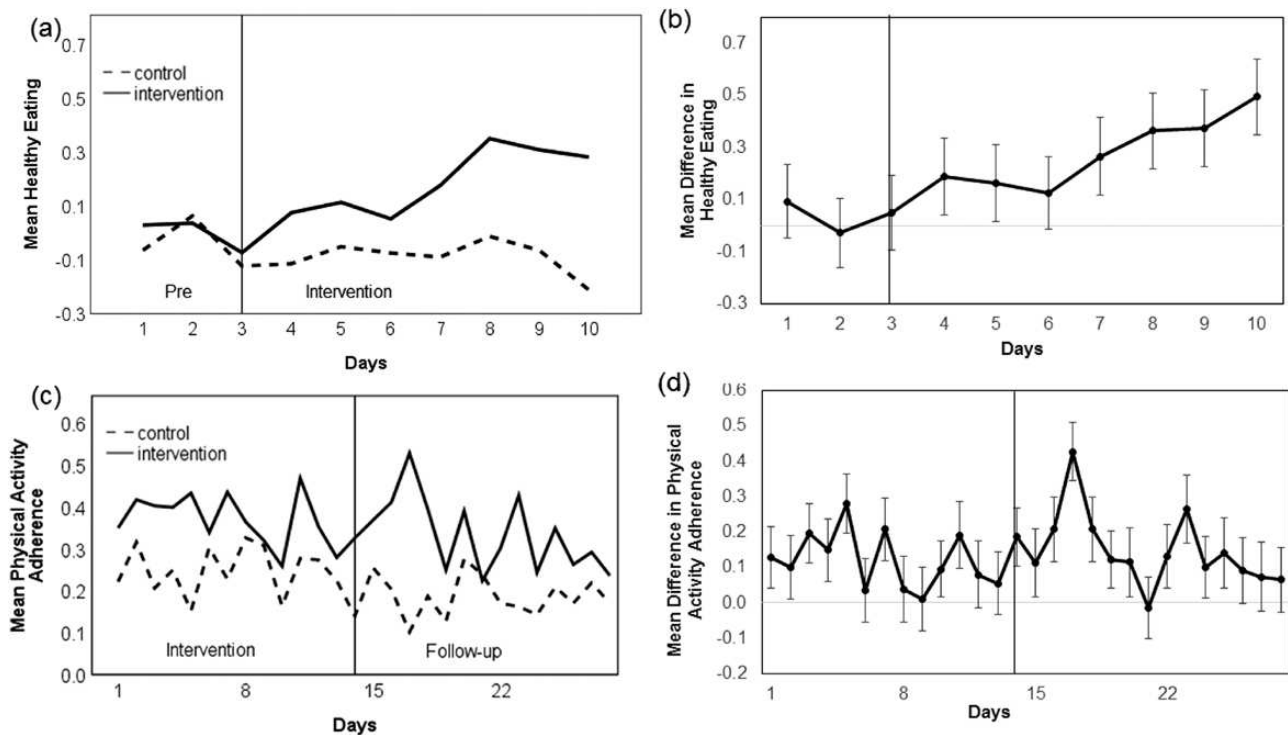 (a)
Mean Healthy Eating
0.7
0.5
0.3
0.1
-0.1
-0.3
control
intervention
Pre
Intervention
1 2 3 4 5 6 7 8 9 10
Days
(b)
Mean Difference in
Healthy Eating
0.7
0.5
0.3
0.1
-0.1
-0.3
1 2 3 4 5 6 7 8 9 10
Days
(c)
Mean Physical Activity
Adherence
0.6
0.5
0.4
0.3
0.2
0.1
0.0
control
intervention
Intervention
Follow-up
1 8 15 22
Days
(d)
Mean Difference in Physical
Activity Adherence
0.6
0.5
0.4
0.3
0.2
0.1
0.0
-0.1
-0.2
1 8 15 22
Days